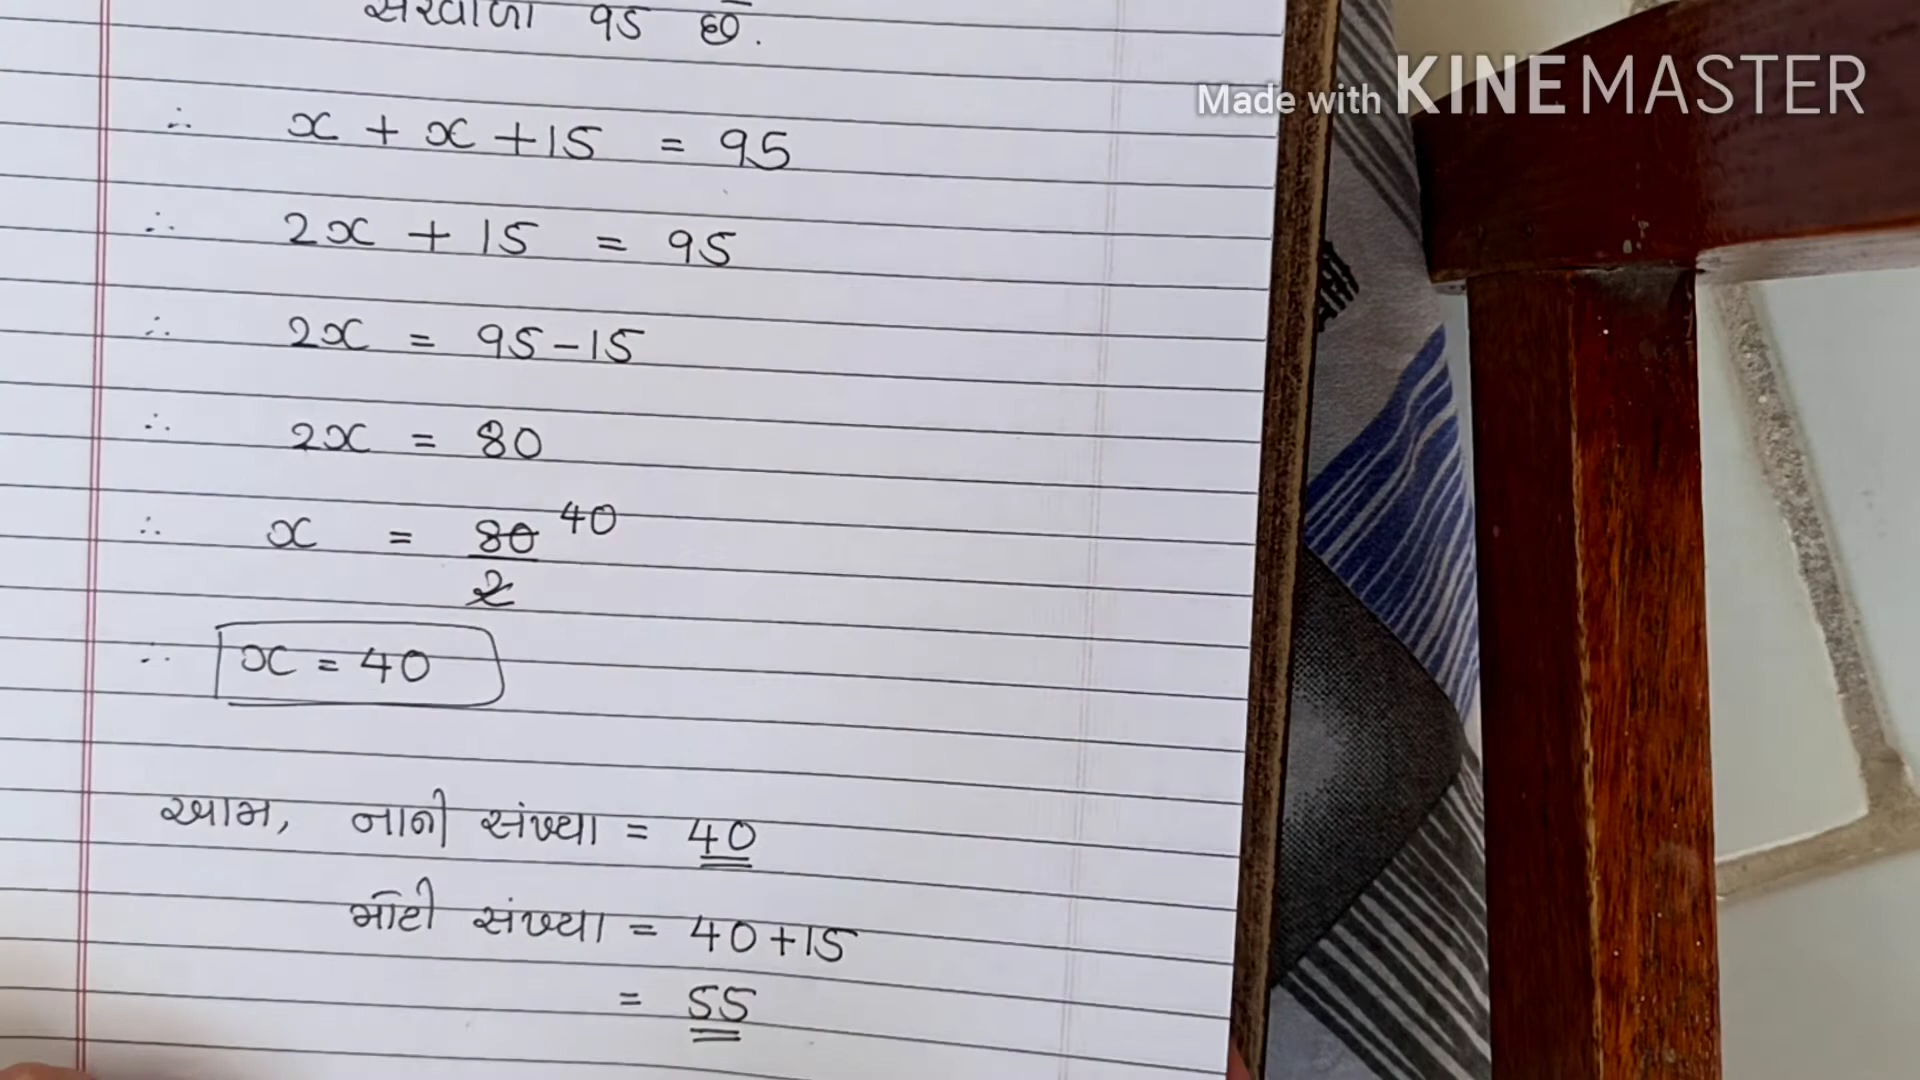 સરવાળો 95 છે.
Made with KINEMASTER
∴ x + x + 15 = 95
∴ 2x + 15 = 95
∴ 2x = 95 - 15
∴ 2x = 80
∴ x = 80/2 40
∴ x = 40
આમ, નાની સંખ્યા = 40
મોટી સંખ્યા = 40+15
= 55